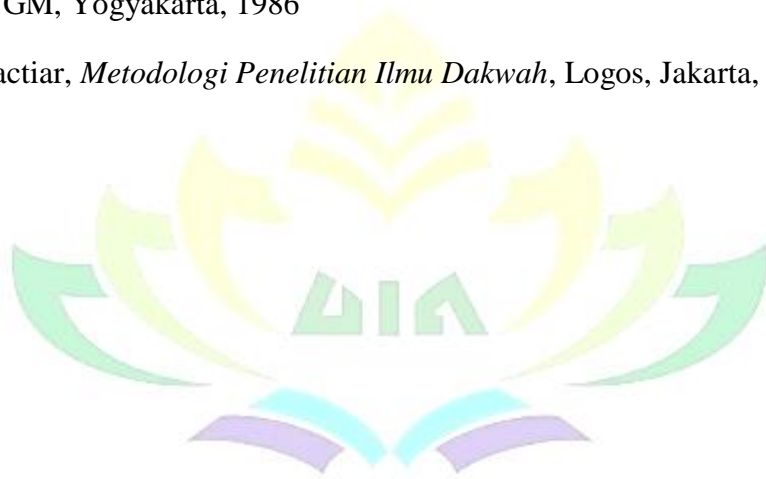 GM, Yogyakarta, 1986
actiar, Metodologi Penelitian Ilmu Dakwah, Logos, Jakarta,
UIN